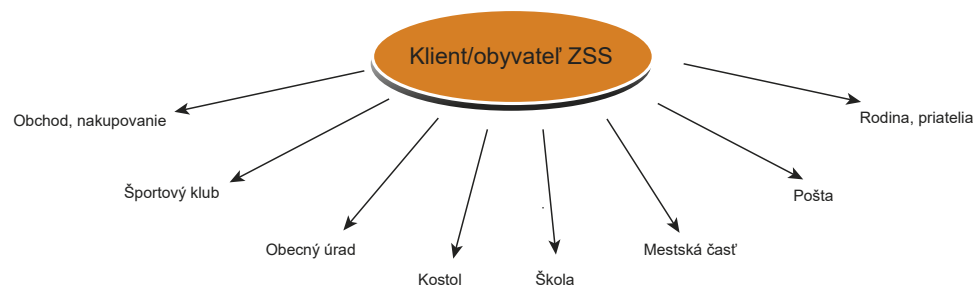 Klient/obyvateľ ZSS
Obchod, nakupovanie
Rodina, priatelia
Športový klub
Pošta
Obecný úrad
Mestská časť
Kostol
Škola